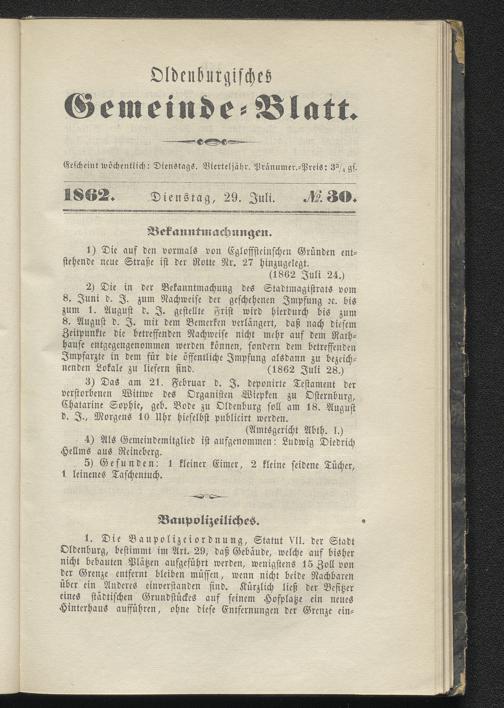 Oldenburgisches
Gemeinde-Blatt.
Erscheint wöchentlich: Dienstags. Vierteljähr. Pränumer.-Preis: 3¾ gs.
1862. Dienstag, 29. Juli. № 30.
Bekanntmachungen.
1) Die auf den vormals von Egloffsteinschen Gründen ent-
stehende neue Straße ist der Rotte Nr. 27 hinzugelegt.
(1862 Juli 24.)
2) Die in der Bekanntmachung des Stadtmagistrats vom
8. Juni d. J. zum Nachweise der geschehenen Impfung ꝛc. bis
zum 1. August d. J. gestellte Frist wird hierdurch bis zum
8. August d. J. mit dem Bemerken verlängert, daß nach diesem
Zeitpunkte die betreffenden Nachweise nicht mehr auf dem Rath-
hause entgegengenommen werden können, sondern dem betreffenden
Impfarzte in dem für die öffentliche Impfung alsdann zu bezeich-
nenden Lokale zu liefern sind. (1862 Juli 28.)
3) Das am 21. Februar d. J. deponirte Testament der
verstorbenen Wittwe des Organisten Wiepken zu Osternburg,
Chatarine Sophie, geb. Bode zu Oldenburg soll am 18. August
d. J., Morgens 10 Uhr hieselbst publicirt werden.
(Amtsgericht Abth. I.)
4) Als Gemeindemitglied ist aufgenommen: Ludwig Diedrich
Hellms aus Reineberg.
5) Gefunden: 1 kleiner Eimer, 2 kleine seidene Tücher,
1 leinenes Taschentuch.
Baupolizeiliches.
1. Die Baupolizeiordnung, Statut VII. der Stadt
Oldenburg, bestimmt im Art. 29, daß Gebäude, welche auf bisher
nicht bebauten Plätzen aufgeführt werden, wenigstens 15 Zoll von
der Grenze entfernt bleiben müssen, wenn nicht beide Nachbaren
über ein Anderes einverstanden sind. Kürzlich ließ der Besitzer
eines städtischen Grundstückes auf seinem Hofplatze ein neues
Hinterhaus aufführen, ohne diese Entfernungen der Grenze ein-